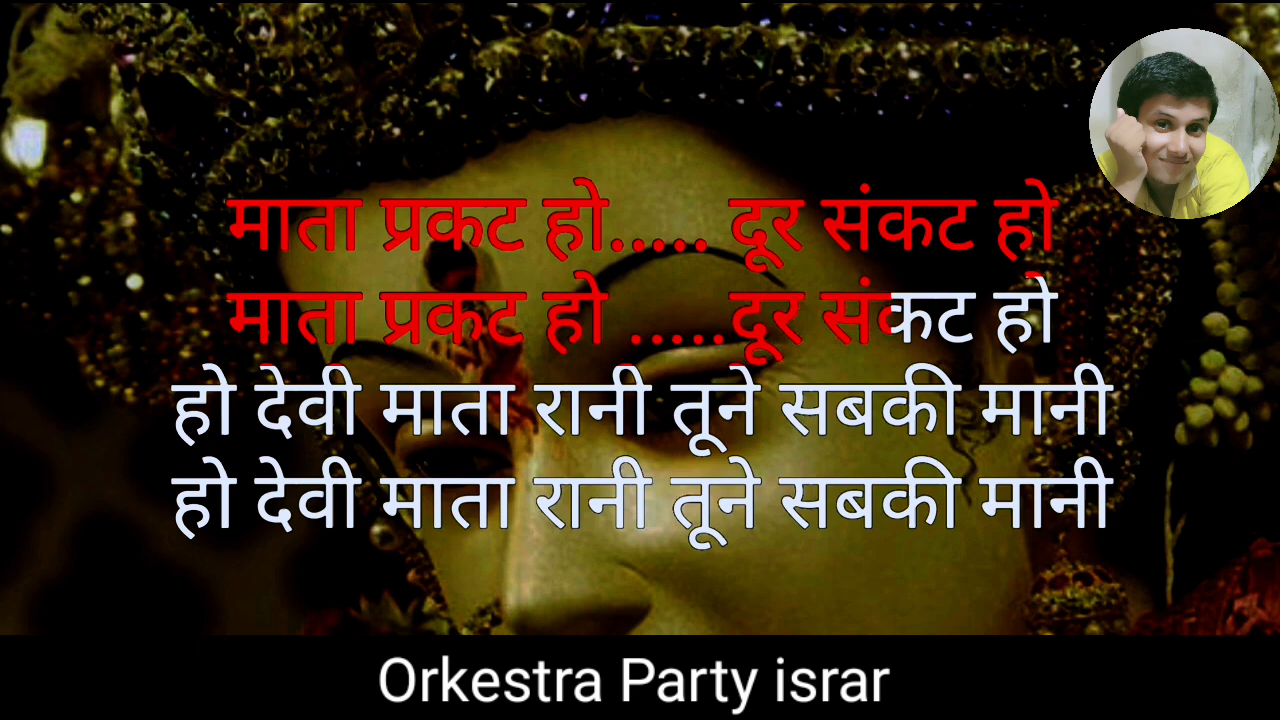 माता प्रकट हो..... दूर संकट हो
माता प्रकट हो .....दूर संकट हो
हो देवी माता रानी तूने सबकी मानी
हो देवी माता रानी तूने सबकी मानी
Orkestra Party israr